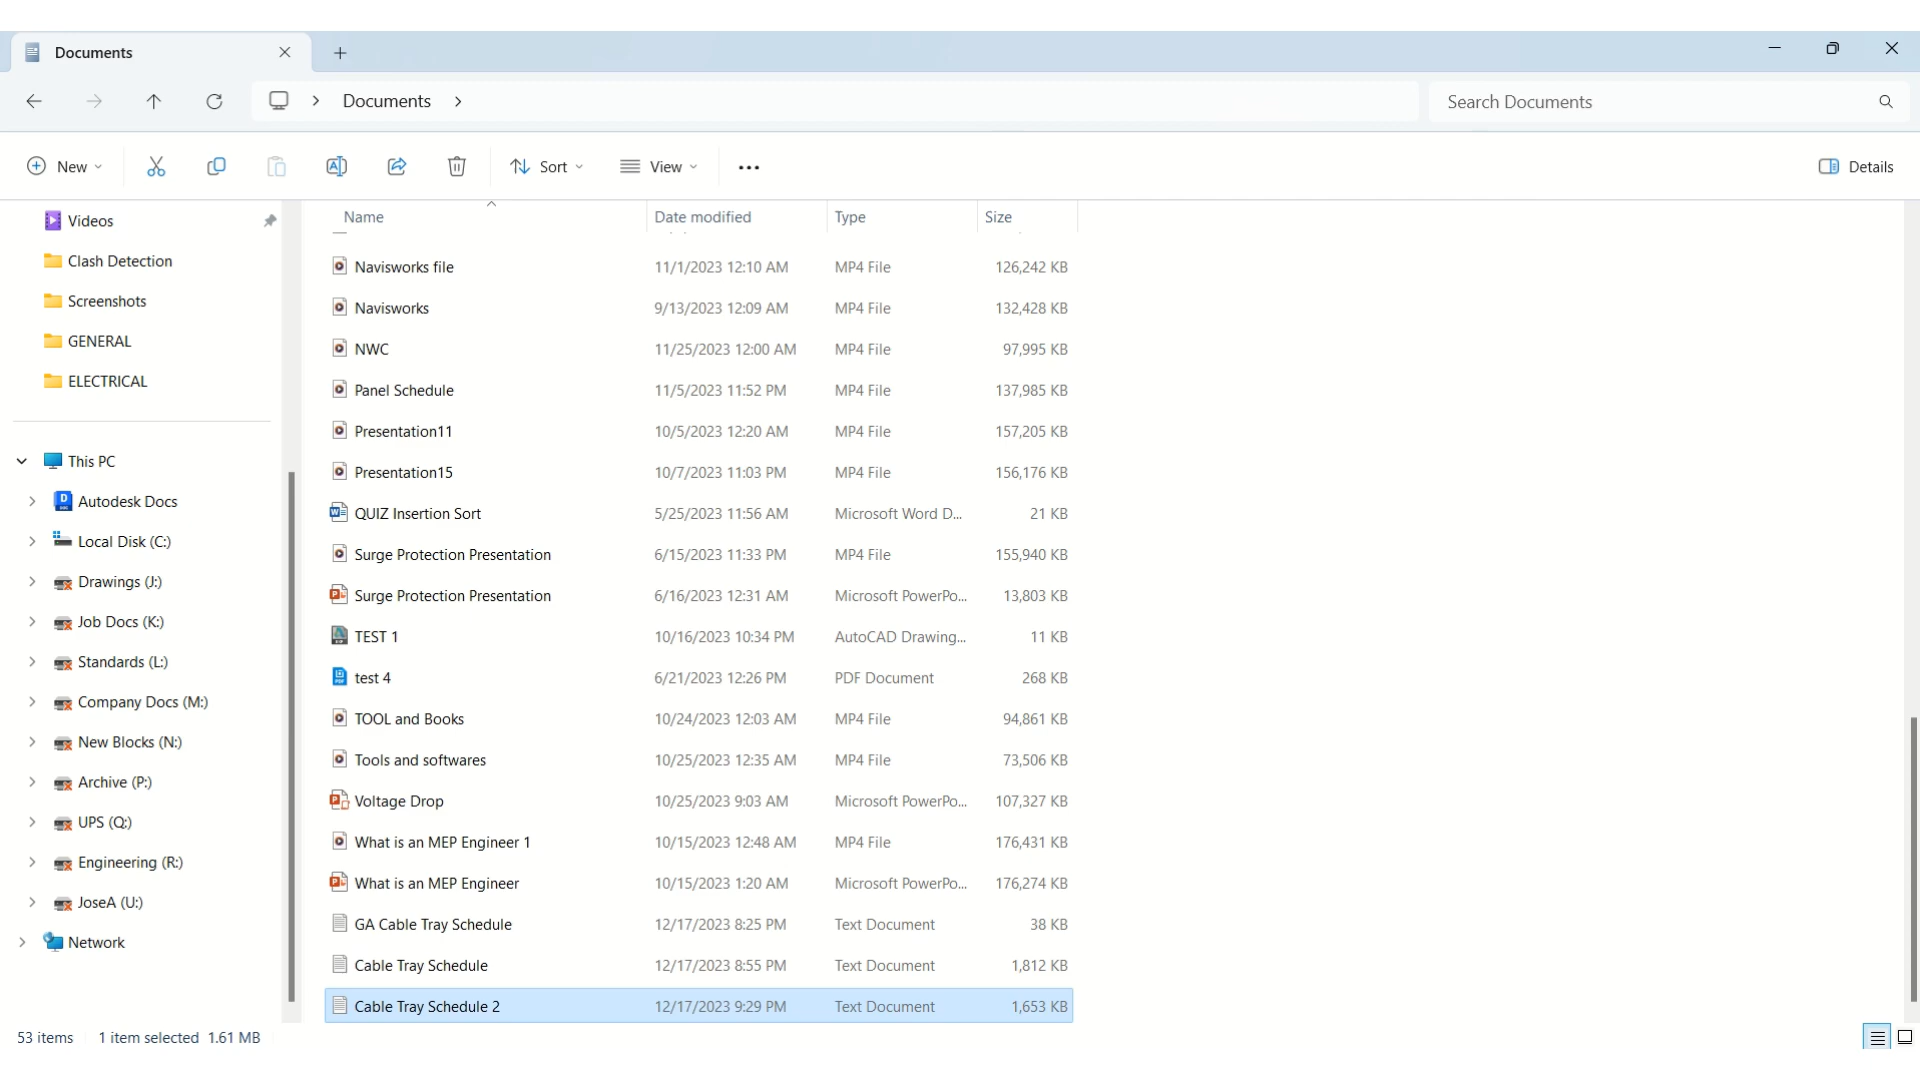 Documents
Documents
Search Documents
New
Sort
View
Details
Videos
Clash Detection
Screenshots
GENERAL
ELECTRICAL
This PC
Autodesk Docs
Local Disk (C:)
Drawings (J:)
Job Docs (K:)
Standards (L:)
Company Docs (M:)
New Blocks (N:)
Archive (P:)
UPS (Q:)
Engineering (R:)
JoseA (U:)
Network
Name Date modified Type Size
Navisworks file 11/1/2023 12:10 AM MP4 File 126,242 KB
Navisworks 9/13/2023 12:09 AM MP4 File 132,428 KB
NWC 11/25/2023 12:00 AM MP4 File 97,995 KB
Panel Schedule 11/5/2023 11:52 PM MP4 File 137,985 KB
Presentation11 10/5/2023 12:20 AM MP4 File 157,205 KB
Presentation15 10/7/2023 11:03 PM MP4 File 156,176 KB
QUIZ Insertion Sort 5/25/2023 11:56 AM Microsoft Word D... 21 KB
Surge Protection Presentation 6/15/2023 11:33 PM MP4 File 155,940 KB
Surge Protection Presentation 6/16/2023 12:31 AM Microsoft PowerPo... 13,803 KB
TEST 1 10/16/2023 10:34 PM AutoCAD Drawing... 11 KB
test 4 6/21/2023 12:26 PM PDF Document 268 KB
TOOL and Books 10/24/2023 12:03 AM MP4 File 94,861 KB
Tools and softwares 10/25/2023 12:35 AM MP4 File 73,506 KB
Voltage Drop 10/25/2023 9:03 AM Microsoft PowerPo... 107,327 KB
What is an MEP Engineer 1 10/15/2023 12:48 AM MP4 File 176,431 KB
What is an MEP Engineer 10/15/2023 1:20 AM Microsoft PowerPo... 176,274 KB
GA Cable Tray Schedule 12/17/2023 8:25 PM Text Document 38 KB
Cable Tray Schedule 12/17/2023 8:55 PM Text Document 1,812 KB
Cable Tray Schedule 2 12/17/2023 9:29 PM Text Document 1,653 KB
53 items 1 item selected 1.61 MB